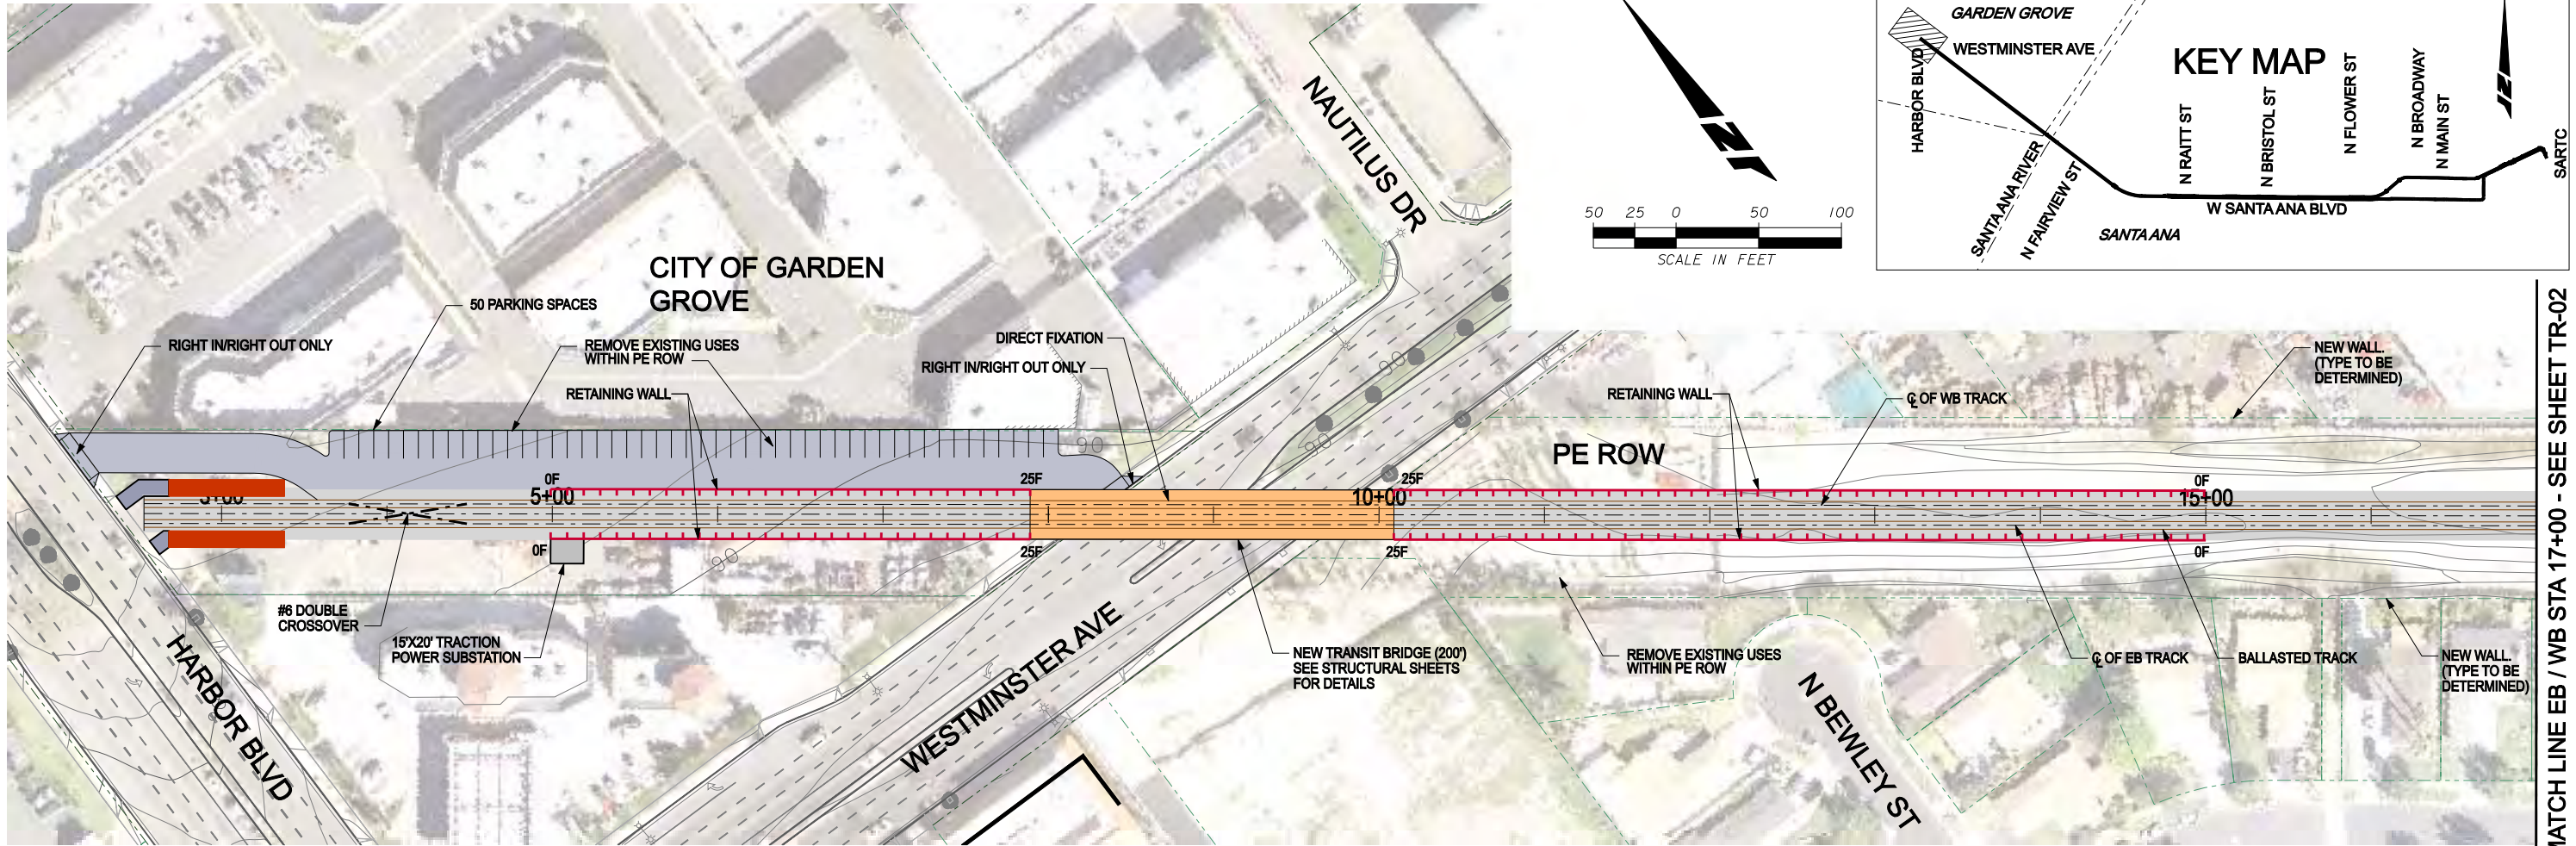 GARDEN GROVE
WESTMINSTER AVE
KEY MAP
HARBOR BLVD
SANTA ANA RIVER
N FAIRVIEW ST
SANTA ANA
N RAITT ST
N BRISTOL ST
N FLOWER ST
N BROADWAY
N MAIN ST
SARTC
W SANTA ANA BLVD
N
N
50 25 0 50 100
SCALE IN FEET
NAUTILUS DR
CITY OF GARDEN
GROVE
50 PARKING SPACES
RIGHT IN/RIGHT OUT ONLY
REMOVE EXISTING USES
WITHIN PE ROW
RETAINING WALL
DIRECT FIXATION
RIGHT IN/RIGHT OUT ONLY
RETAINING WALL
℄ OF WB TRACK
NEW WALL.
(TYPE TO BE
DETERMINED)
PE ROW
90
90
90
90
0F
5+00
25F
25F
10+00
0F
15+00
0F
25F
25F
0F
#6 DOUBLE
CROSSOVER
15'X20' TRACTION
POWER SUBSTATION
HARBOR BLVD
WESTMINSTER AVE
NEW TRANSIT BRIDGE (200')
SEE STRUCTURAL SHEETS
FOR DETAILS
REMOVE EXISTING USES
WITHIN PE ROW
N BEWLEY ST
℄ OF EB TRACK
BALLASTED TRACK
NEW WALL.
(TYPE TO BE
DETERMINED)
MATCH LINE EB / WB STA 17+00 - SEE SHEET TR-02